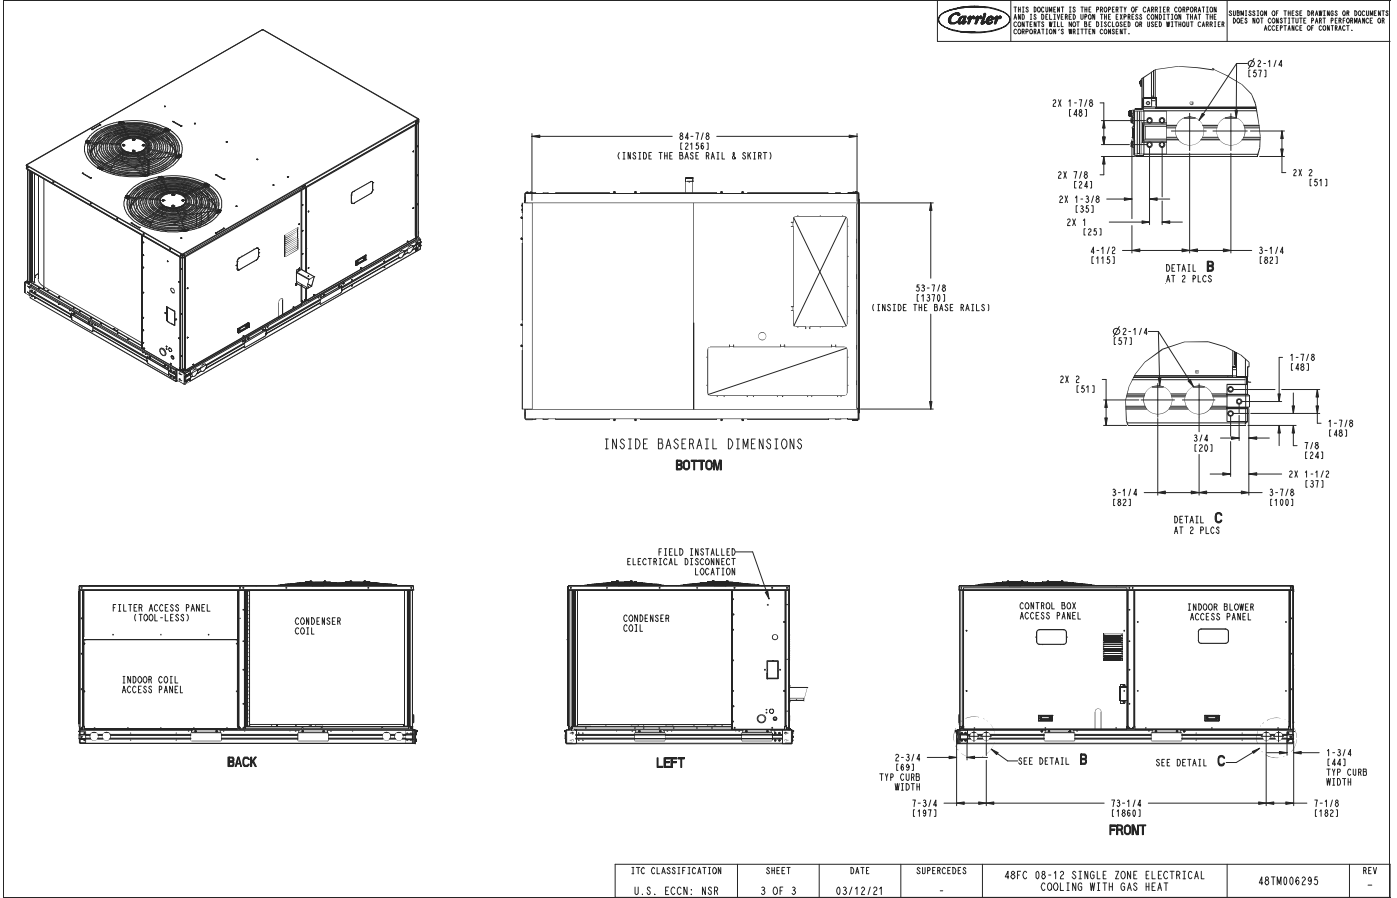 Carrier
THIS DOCUMENT IS THE PROPERTY OF CARRIER CORPORATION
AND IS DELIVERED UPON THE EXPRESS CONDITION THAT THE
CONTENTS WILL NOT BE DISCLOSED OR USED WITHOUT CARRIER
CORPORATION'S WRITTEN CONSENT.
SUBMISSION OF THESE DRAWINGS OR DOCUMENTS
DOES NOT CONSTITUTE PART PERFORMANCE OR
ACCEPTANCE OF CONTRACT.
84-7/8
[2156]
(INSIDE THE BASE RAIL & SKIRT)
53-7/8
[1370]
(INSIDE THE BASE RAILS)
INSIDE BASERAIL DIMENSIONS
BOTTOM
Ø2-1/4
[57]
2X 1-7/8
[48]
2X 7/8
[24]
2X 2
[51]
2X 1-3/8
[35]
2X 1
[25]
4-1/2
[115]
3-1/4
[82]
DETAIL B
AT 2 PLCS
Ø2-1/4
[57]
1-7/8
[48]
2X 2
[51]
1-7/8
[48]
3/4
[20]
7/8
[24]
2X 1-1/2
[37]
3-1/4
[82]
3-7/8
[100]
DETAIL C
AT 2 PLCS
FILTER ACCESS PANEL
(TOOL-LESS)
CONDENSER
COIL
INDOOR COIL
ACCESS PANEL
BACK
FIELD INSTALLED
ELECTRICAL DISCONNECT
LOCATION
CONDENSER
COIL
LEFT
CONTROL BOX
ACCESS PANEL
INDOOR BLOWER
ACCESS PANEL
SEE DETAIL B
SEE DETAIL C
2-3/4
[69]
TYP CURB
WIDTH
1-3/4
[44]
TYP CURB
WIDTH
7-3/4
[197]
73-1/4
[1860]
7-1/8
[182]
FRONT
ITC CLASSIFICATION
U.S. ECCN: NSR
SHEET
3 OF 3
DATE
03/12/21
SUPERCEDES
-
48FC 08-12 SINGLE ZONE ELECTRICAL
COOLING WITH GAS HEAT
48TM006295
REV
-